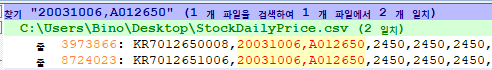 찾기 "20031006,A012650" (1 개 파일을 검색하여 1 개 파일에서 2 개 일치)
C:\Users\Bino\Desktop\StockDailyPrice.csv (2 일치)
줄 3973866: KR7012650008,20031006,A012650,2450,2450,2450,
줄 8724023: KR7012651006,20031006,A012650,2450,2450,2450,